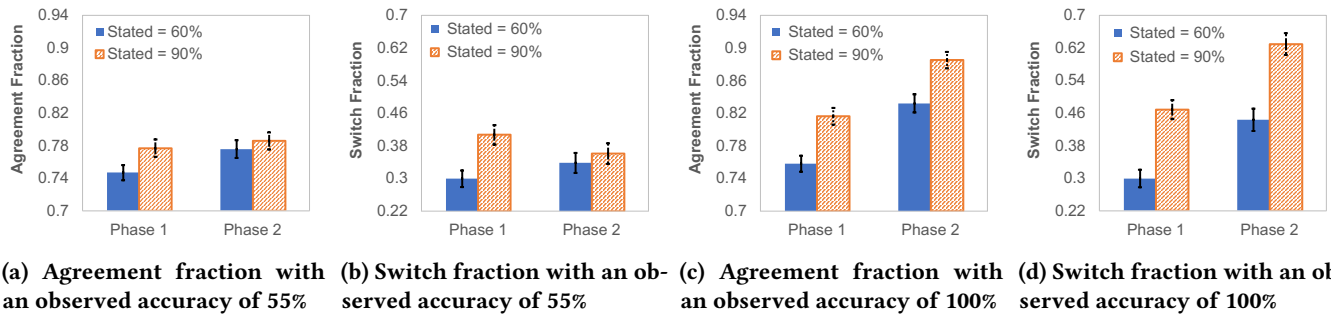 0.94
0.9
0.86
0.82
0.78
0.74
0.7
Agreement Fraction
Stated = 60%
Stated = 90%
Phase 1
Phase 2
0.7
0.62
0.54
0.46
0.38
0.3
0.22
Switch Fraction
Stated = 60%
Stated = 90%
Phase 1
Phase 2
0.94
0.9
0.86
0.82
0.78
0.74
0.7
Agreement Fraction
Stated = 60%
Stated = 90%
Phase 1
Phase 2
0.7
0.62
0.54
0.46
0.38
0.3
0.22
Switch Fraction
Stated = 60%
Stated = 90%
Phase 1
Phase 2
(a) Agreement fraction with
an observed accuracy of 55%
(b) Switch fraction with an ob-
served accuracy of 55%
(c) Agreement fraction with
an observed accuracy of 100%
(d) Switch fraction with an ob
served accuracy of 100%